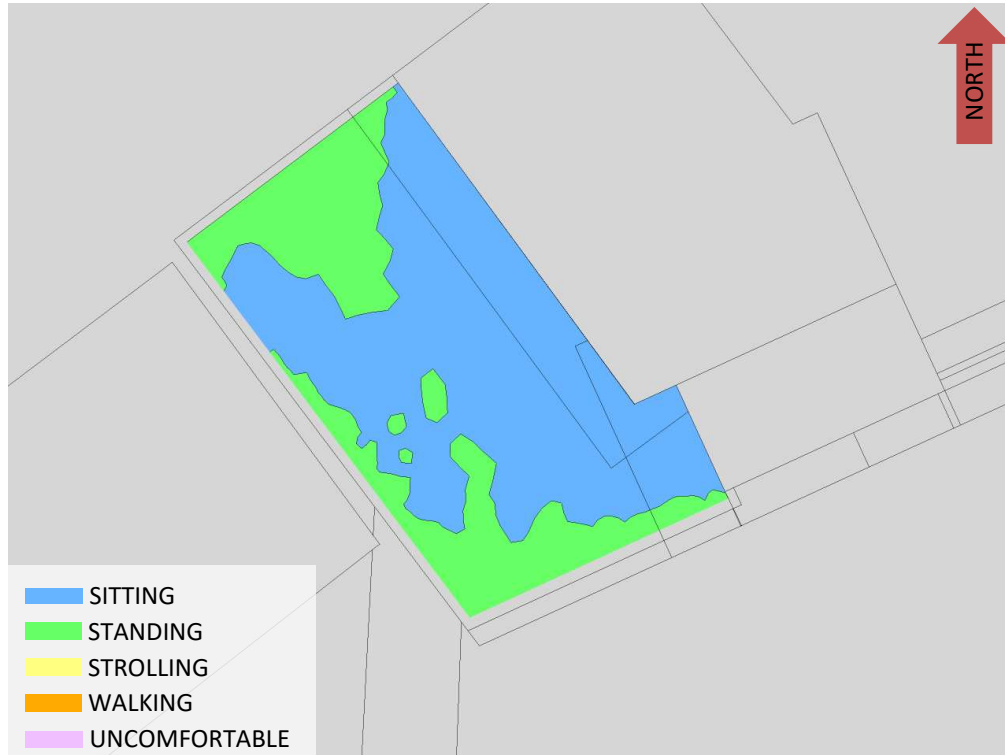 NORTH
SITTING
STANDING
STROLLING
WALKING
UNCOMFORTABLE